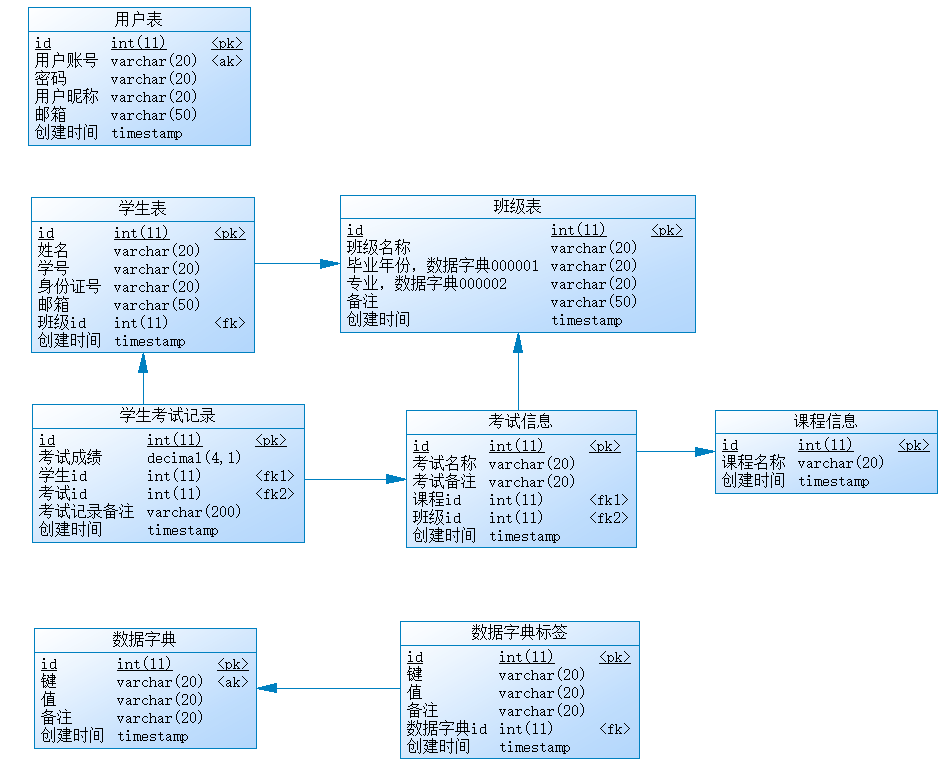 用户表
id int(11) <pk>
用户账号 varchar(20) <ak>
密码 varchar(20)
用户昵称 varchar(20)
邮箱 varchar(50)
创建时间 timestamp
学生表
id int(11) <pk>
姓名 varchar(20)
学号 varchar(20)
身份证号 varchar(20)
邮箱 varchar(50)
班级id int(11) <fk>
创建时间 timestamp
班级表
id int(11) <pk>
班级名称 varchar(20)
毕业年份，数据字典000001 varchar(20)
专业，数据字典000002 varchar(20)
备注 varchar(50)
创建时间 timestamp
学生考试记录
id int(11) <pk>
考试成绩 decimal(4,1)
学生id int(11) <fk1>
考试id int(11) <fk2>
考试记录备注 varchar(200)
创建时间 timestamp
考试信息
id int(11) <pk>
考试名称 varchar(20)
考试备注 varchar(20)
课程id int(11) <fk1>
班级id int(11) <fk2>
创建时间 timestamp
课程信息
id int(11) <pk>
课程名称 varchar(20)
创建时间 timestamp
数据字典
id int(11) <pk>
键 varchar(20) <ak>
值 varchar(20)
备注 varchar(20)
创建时间 timestamp
数据字典标签
id int(11) <pk>
键 varchar(20)
值 varchar(20)
备注 varchar(20)
数据字典id int(11) <fk>
创建时间 timestamp